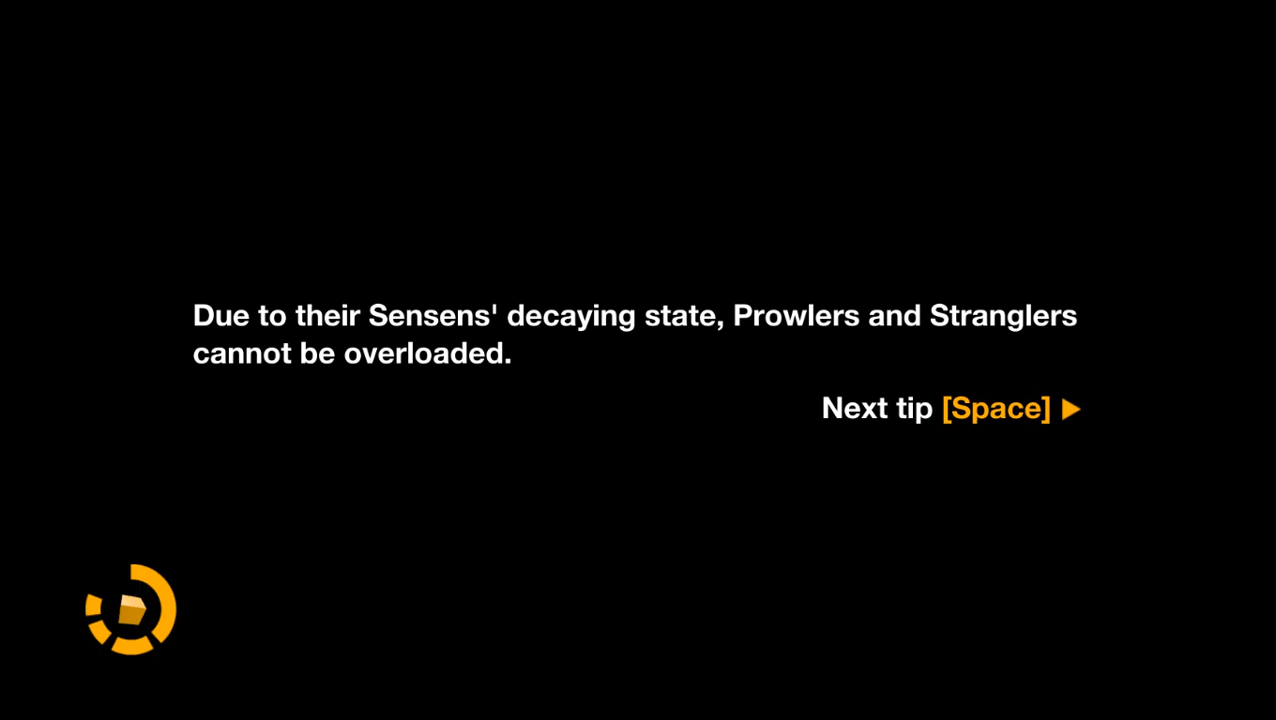 Due to their Sensens' decaying state, Prowlers and Stranglers
cannot be overloaded.
Next tip [Space] ▶